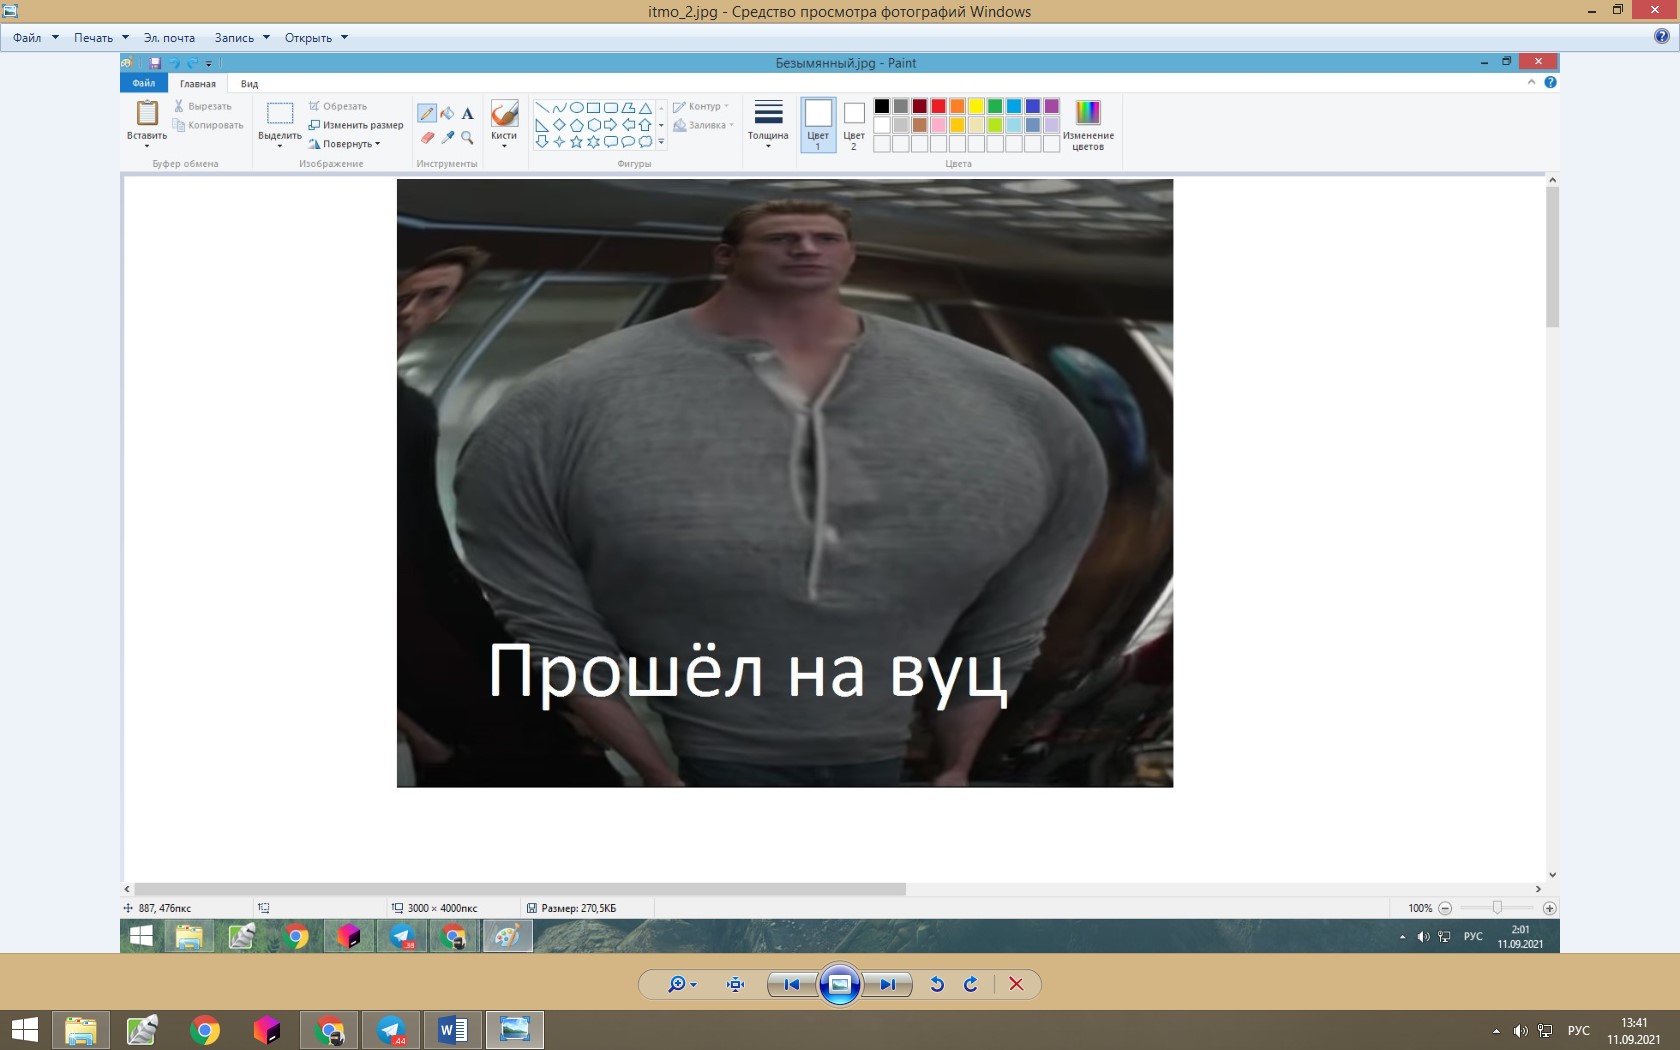 itmo_2.jpg - Средство просмотра фотографий Windows
Файл Печать Эл. почта Запись Открыть
Безымянный.jpg - Paint
Файл Главная Вид
Вставить
Вырезать
Копировать
Буфер обмена
Выделить
Обрезать
Изменить размер
Повернуть
Изображение
A
Инструменты
Кисти
Контур
Заливка
Фигуры
Толщина
Цвет
1
Цвет
2
Изменение
цветов
Цвета
Прошёл на вуц
887, 476пкс
3000 × 4000пкс
Размер: 270,5КБ
100%
38
РУС
2:01
11.09.2021
44
РУС
13:41
11.09.2021